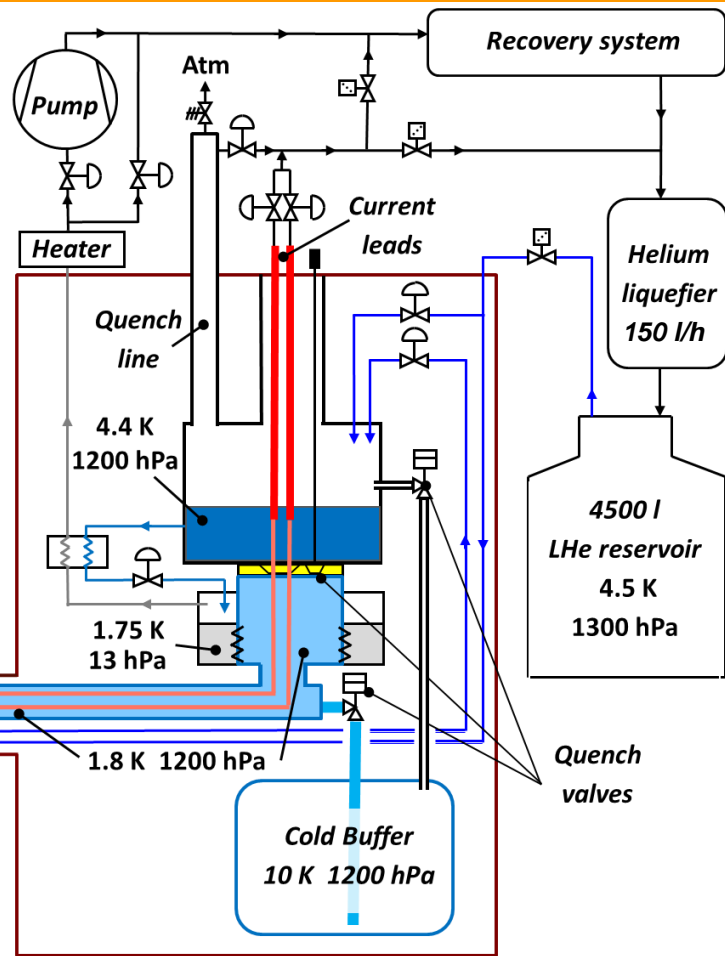 Recovery system
Atm
Pump
Current
leads
Heater
Helium
liquefier
150 l/h
Quench
line
4.4 K
1200 hPa
4500 l
LHe reservoir
4.5 K
1300 hPa
1.75 K
13 hPa
1.8 K 1200 hPa
Quench
valves
Cold Buffer
10 K 1200 hPa